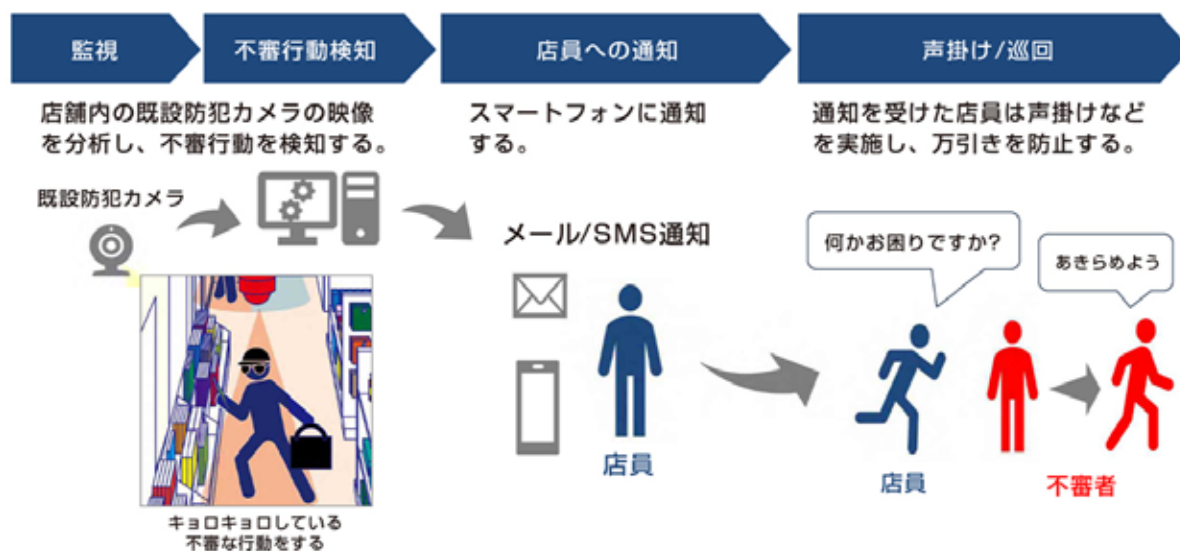 監視
不審行動検知
店員への通知
声掛け/巡回
店舗内の既設防犯カメラの映像
を分析し、不審行動を検知する。
スマートフォンに通知
する。
通知を受けた店員は声掛けなど
を実施し、万引きを防止する。
既設防犯カメラ
メール/SMS通知
何かお困りですか?
あきらめよう
店員
店員
不審者
キョロキョロしている
不審な行動をする